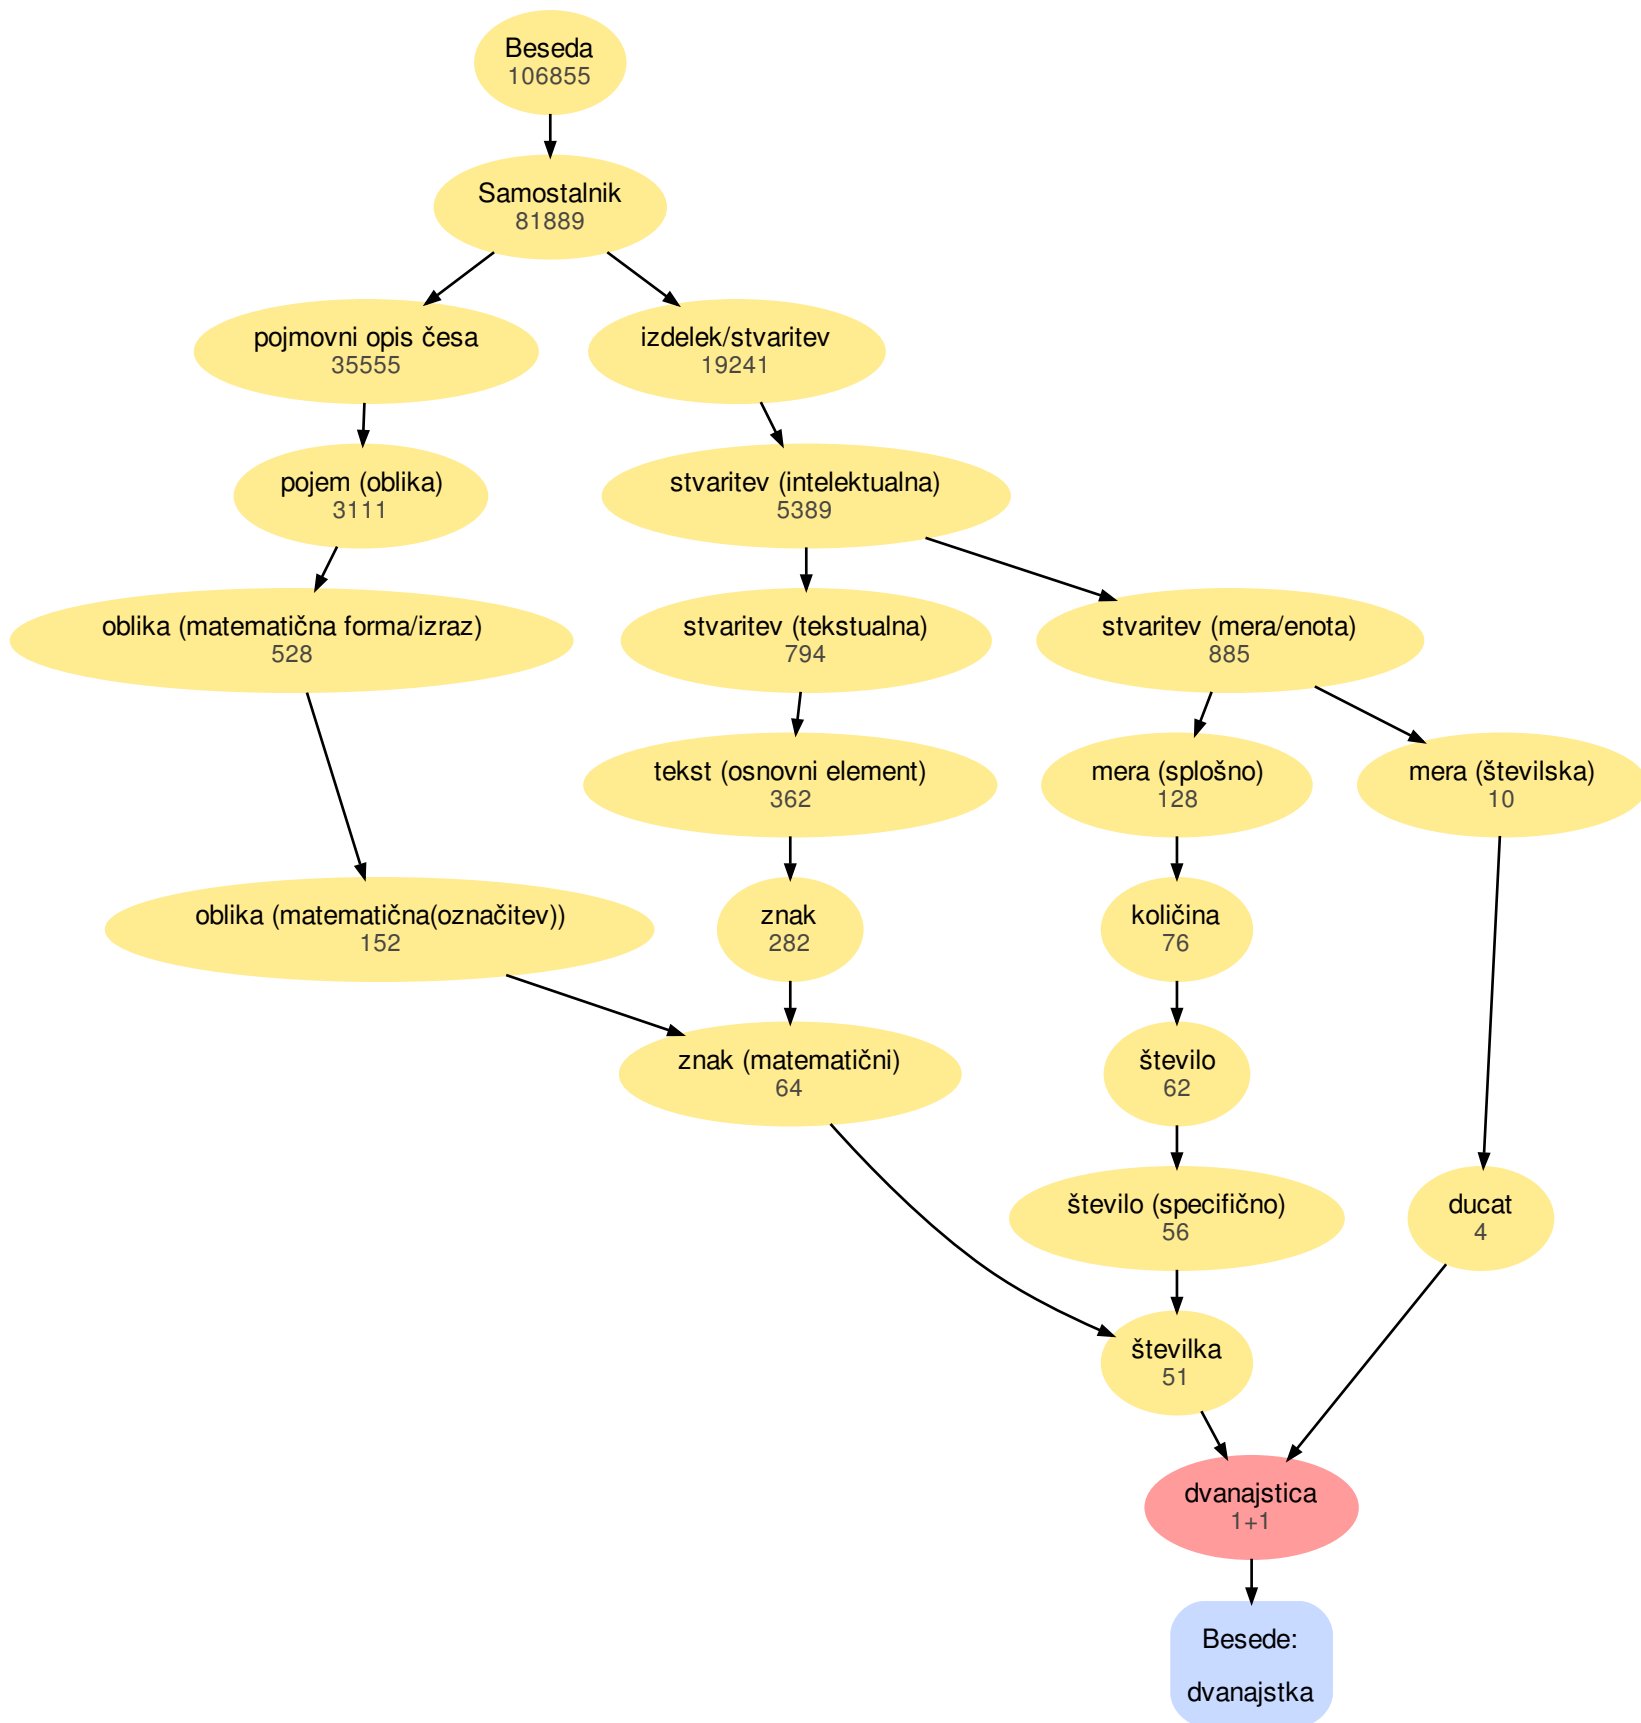 Beseda
106855
Samostalnik
81889
pojmovni opis česa
35555
izdelek/stvaritev
19241
pojem (oblika)
3111
stvaritev (intelektualna)
5389
oblika (matematična forma/izraz)
528
stvaritev (tekstualna)
794
stvaritev (mera/enota)
885
tekst (osnovni element)
362
mera (splošno)
128
mera (številska)
10
oblika (matematična(označitev))
152
znak
282
količina
76
znak (matematični)
64
število
62
število (specifično)
56
ducat
4
številka
51
dvanajstica
1+1
Besede:
dvanajstka